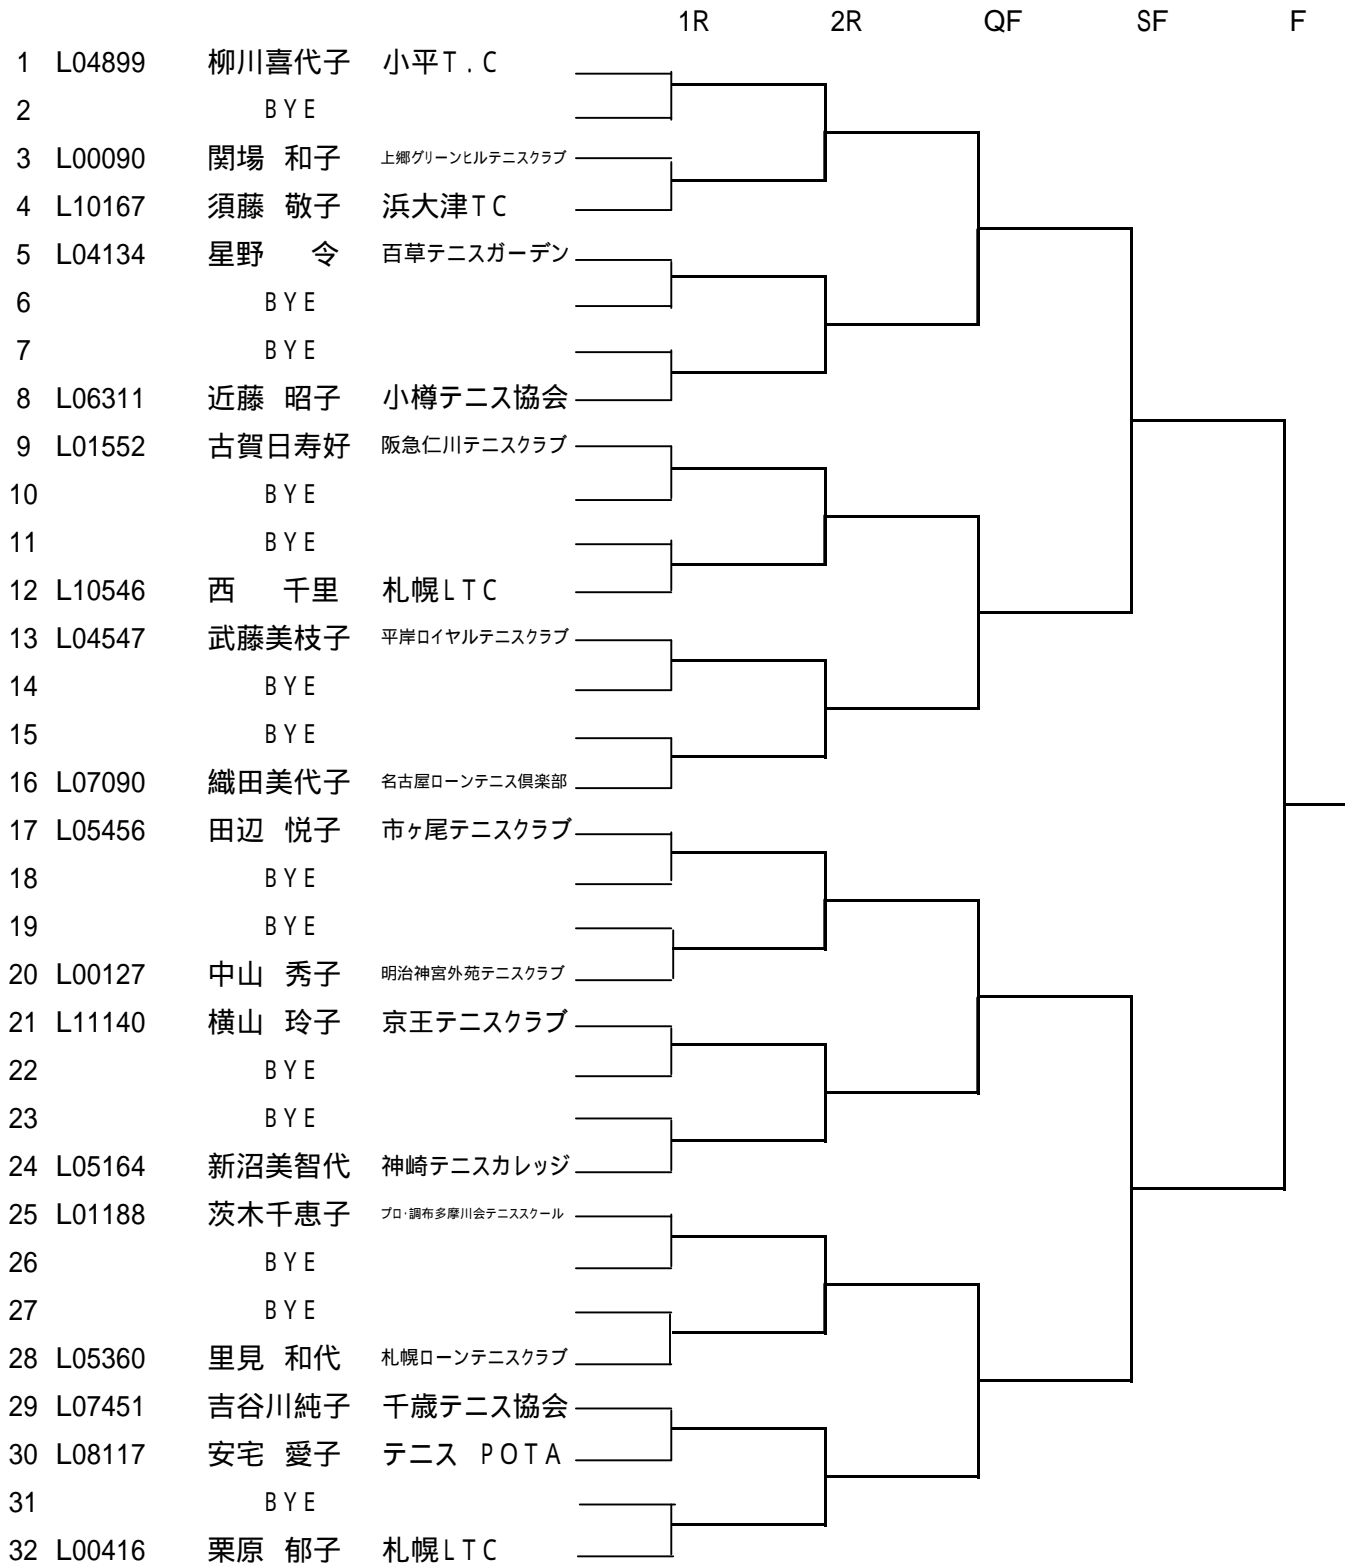 1R 2R QF SF F
1 L04899 柳川喜代子 小平T.C
2 BYE
3 L00090 関場 和子 上郷グリーンヒルテニスクラブ
4 L10167 須藤 敬子 浜大津TC
5 L04134 星野 令 百草テニスガーデン
6 BYE
7 BYE
8 L06311 近藤 昭子 小樽テニス協会
9 L01552 古賀日寿好 阪急仁川テニスクラブ
10 BYE
11 BYE
12 L10546 西 千里 札幌LTC
13 L04547 武藤美枝子 平岸ロイヤルテニスクラブ
14 BYE
15 BYE
16 L07090 織田美代子 名古屋ローンテニス倶楽部
17 L05456 田辺 悦子 市ヶ尾テニスクラブ
18 BYE
19 BYE
20 L00127 中山 秀子 明治神宮外苑テニスクラブ
21 L11140 横山 玲子 京王テニスクラブ
22 BYE
23 BYE
24 L05164 新沼美智代 神崎テニスカレッジ
25 L01188 茨木千恵子 プロ・調布多摩川会テニススクール
26 BYE
27 BYE
28 L05360 里見 和代 札幌ローンテニスクラブ
29 L07451 吉谷川純子 千歳テニス協会
30 L08117 安宅 愛子 テニス POTA
31 BYE
32 L00416 栗原 郁子 札幌LTC